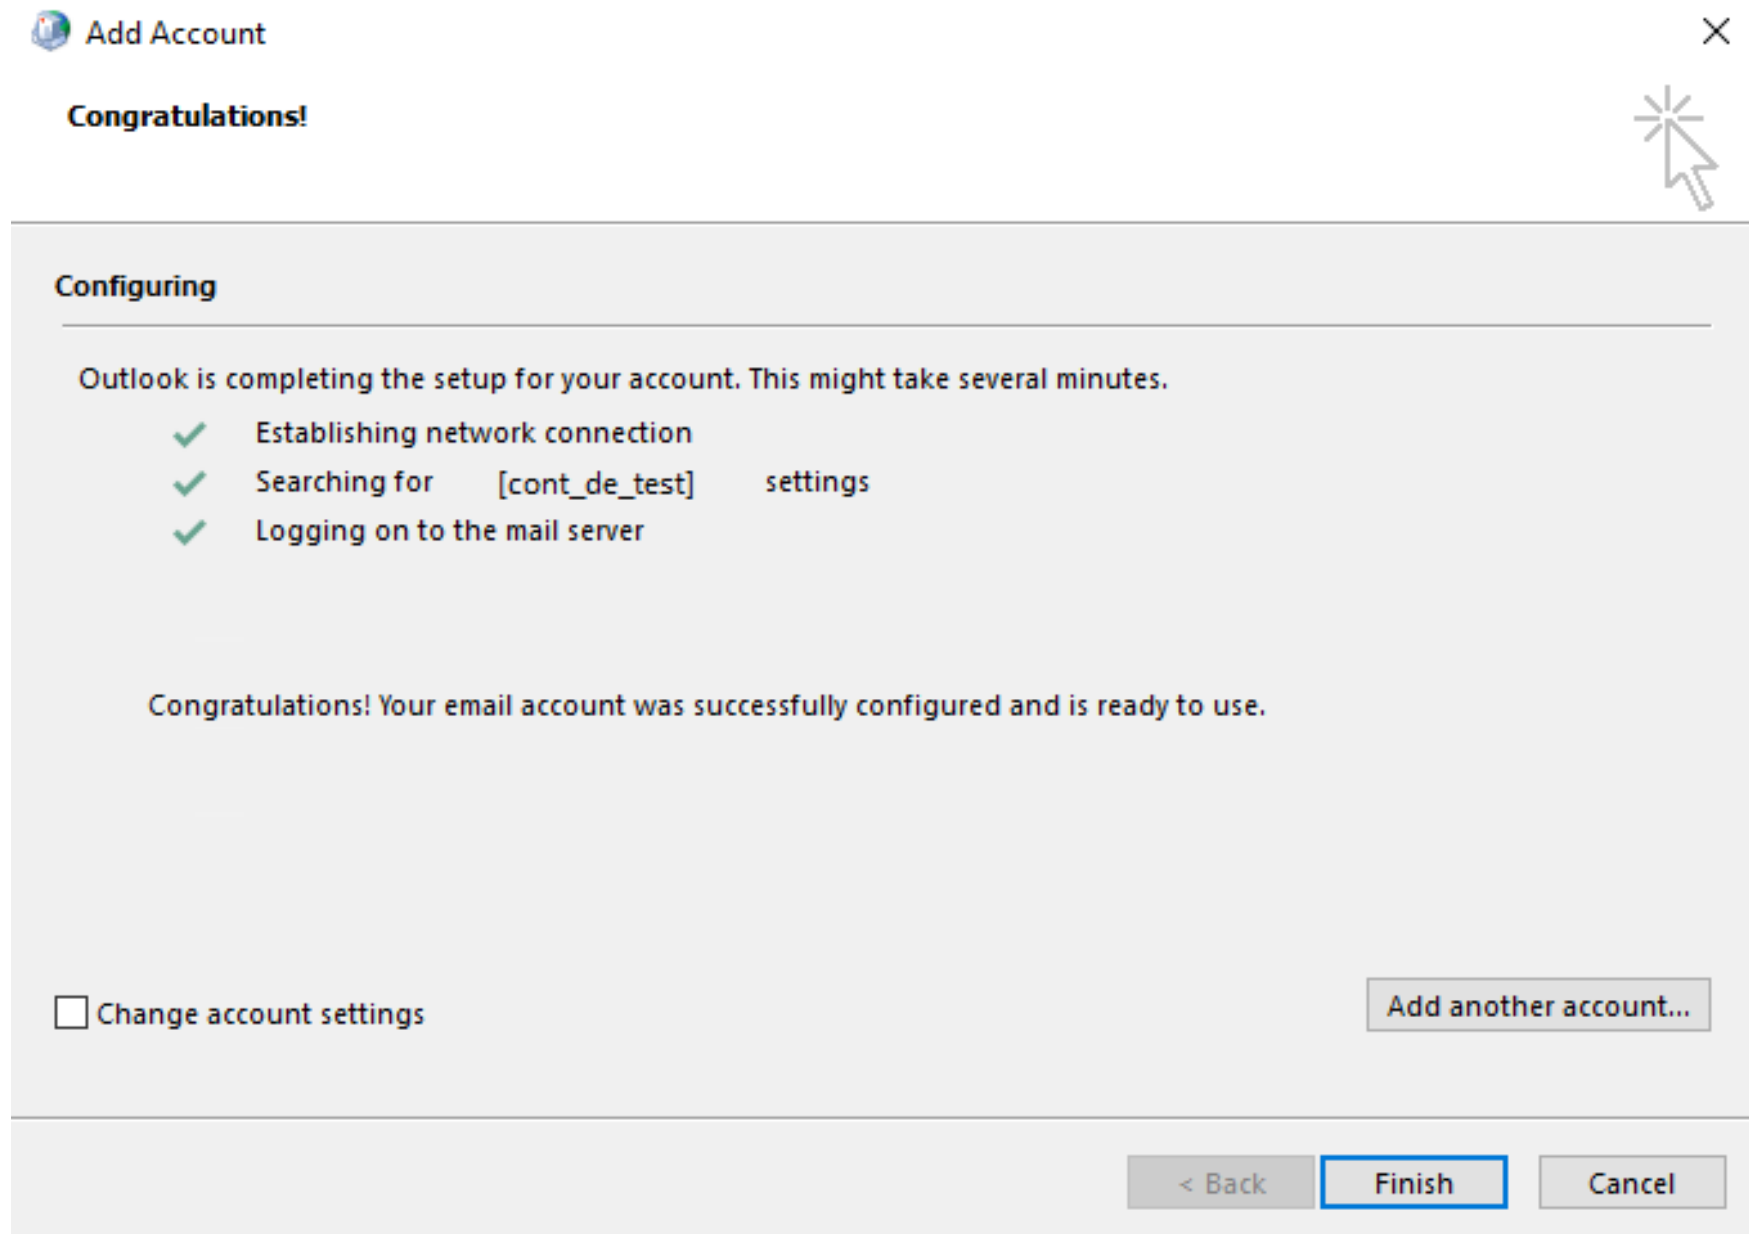 Add Account
Congratulations!
Configuring
Outlook is completing the setup for your account. This might take several minutes.
Establishing network connection
Searching for [cont_de_test] settings
Logging on to the mail server
Congratulations! Your email account was successfully configured and is ready to use.
Change account settings
Add another account...
< Back Finish Cancel